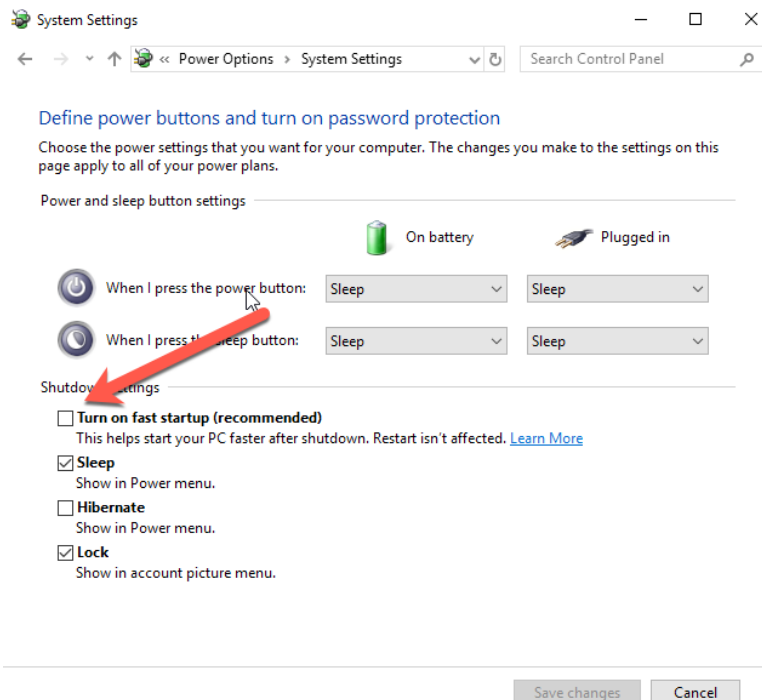 System Settings
« Power Options › System Settings
Search Control Panel
Define power buttons and turn on password protection
Choose the power settings that you want for your computer. The changes you make to the settings on this
page apply to all of your power plans.
Power and sleep button settings
On battery
Plugged in
When I press the power button: Sleep Sleep
When I press the sleep button: Sleep Sleep
Shutdown settings
Turn on fast startup (recommended)
This helps start your PC faster after shutdown. Restart isn't affected. Learn More
Sleep
Show in Power menu.
Hibernate
Show in Power menu.
Lock
Show in account picture menu.
Save changes Cancel